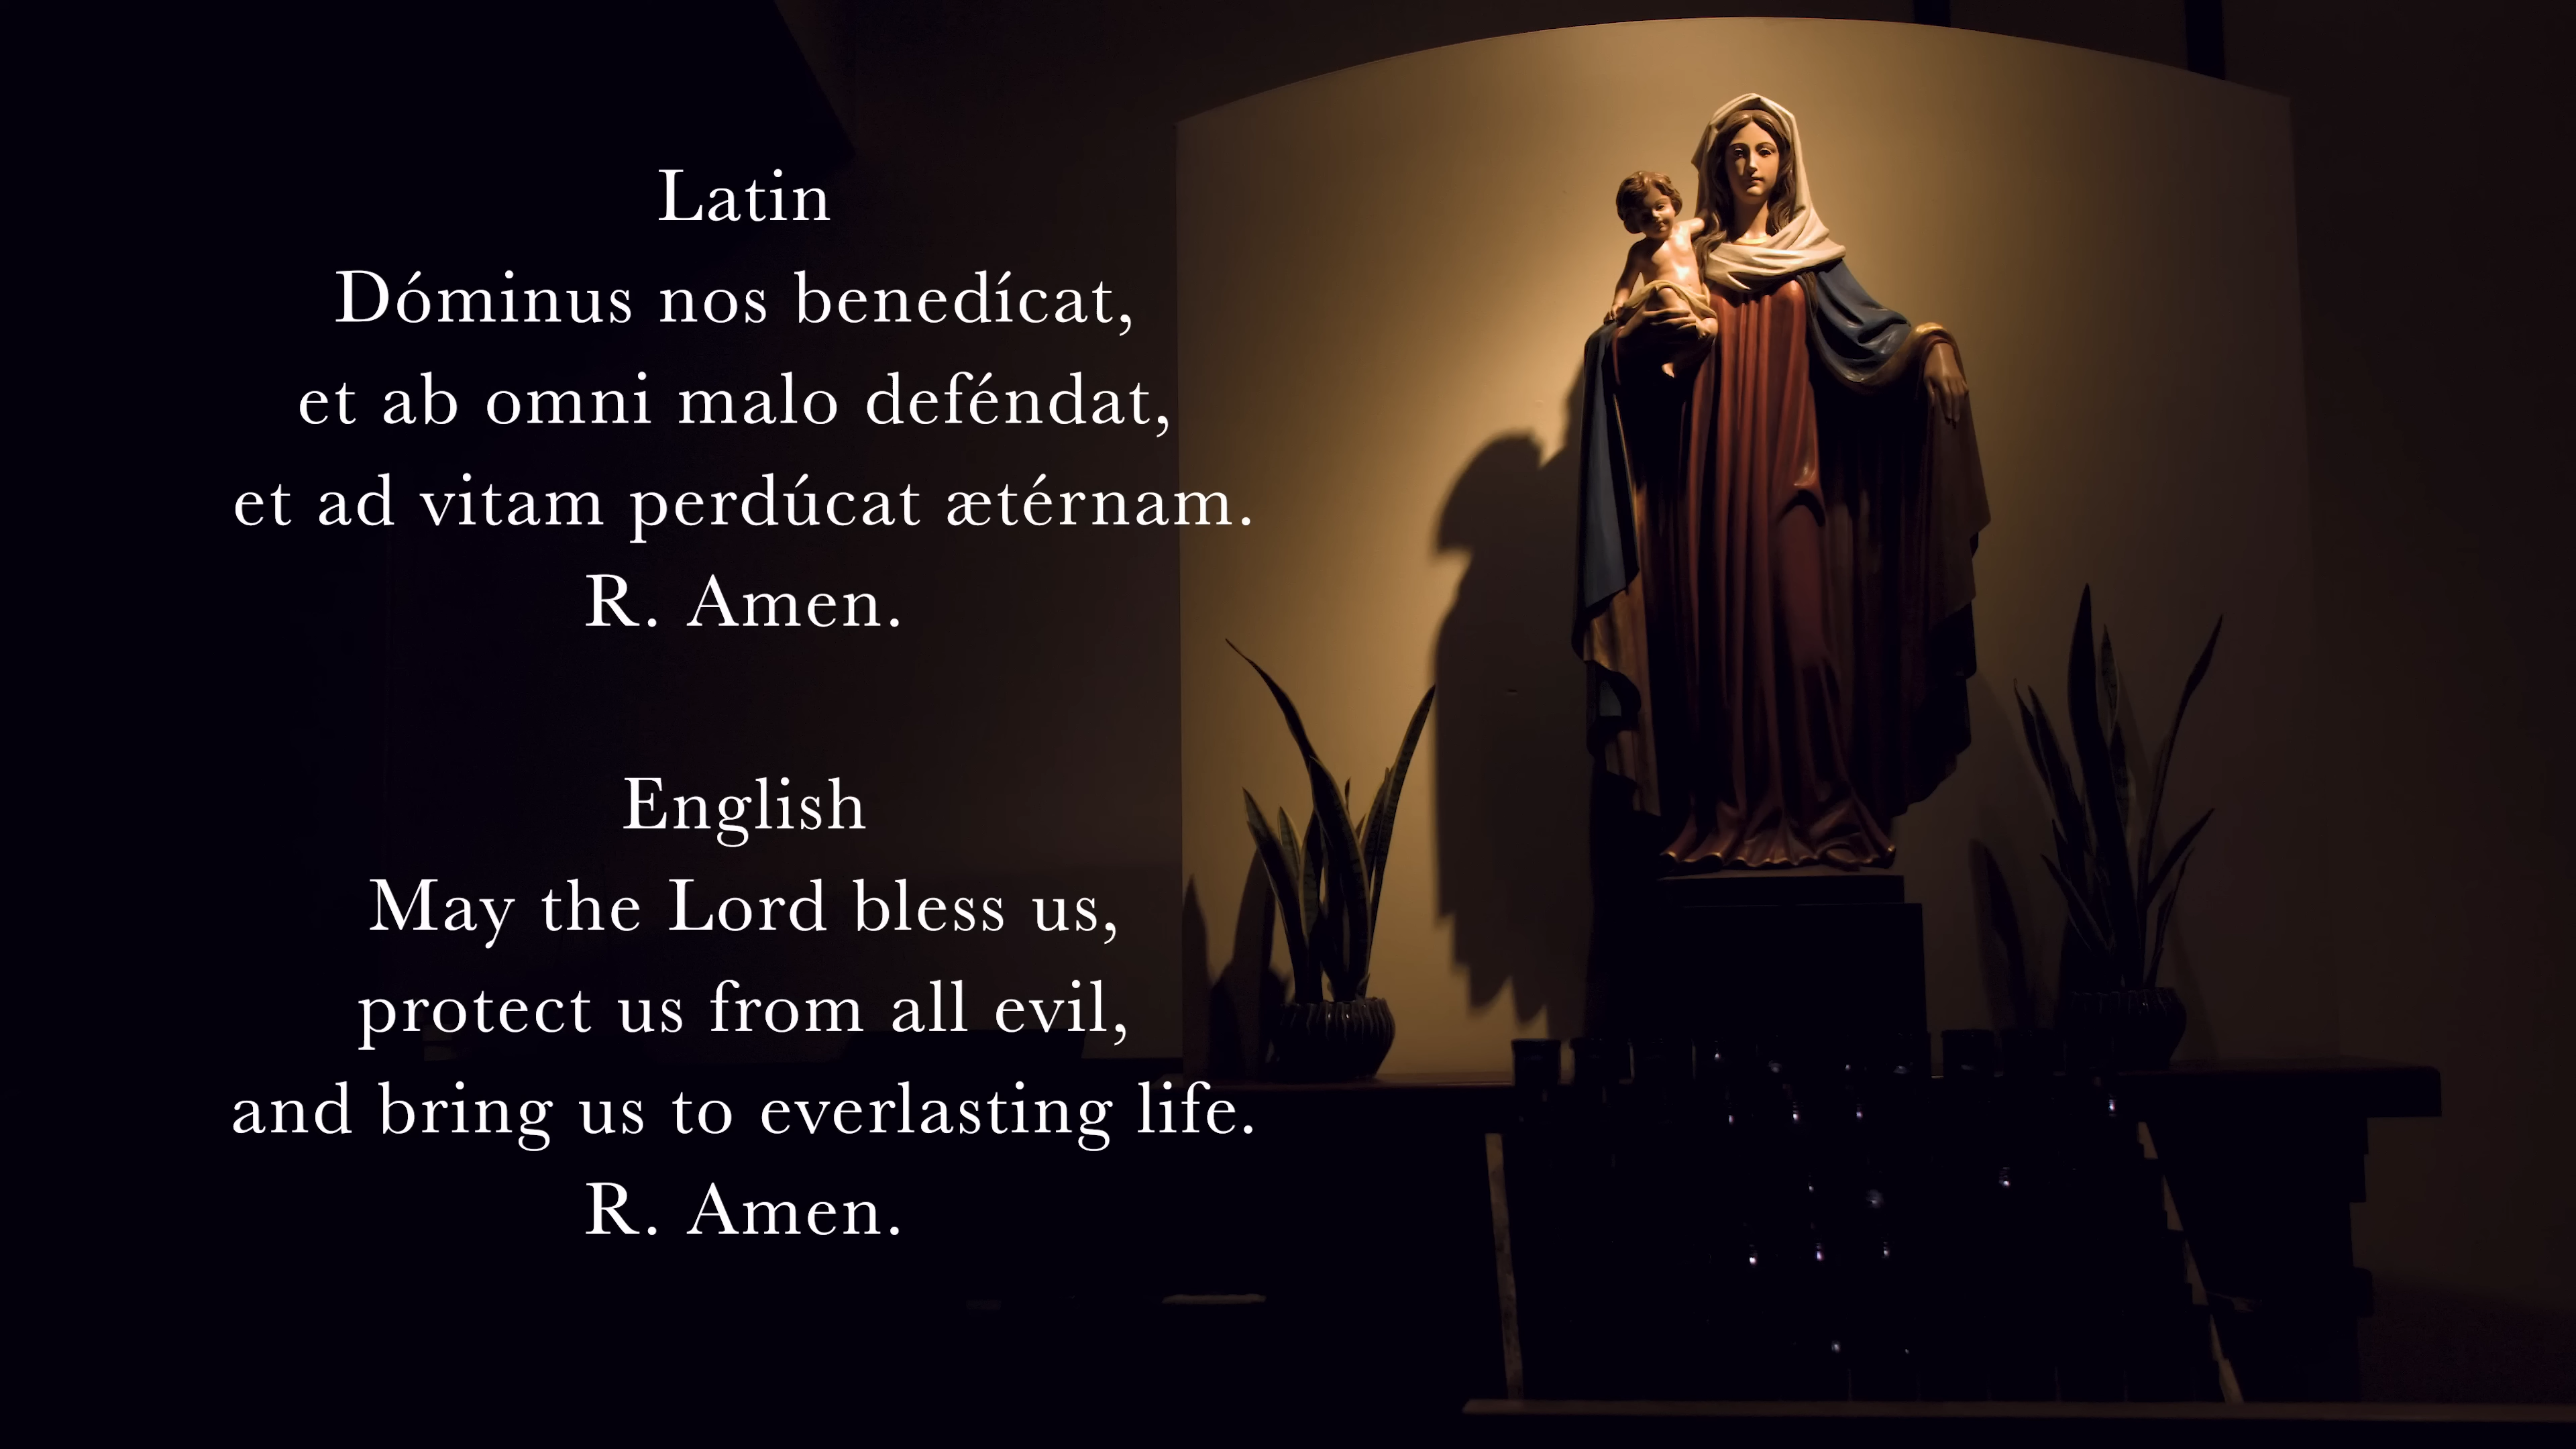 Latin
Dóminus nos benedícat,
et ab omni malo deféndat,
et ad vitam perdúcat ætérnam.
R. Amen.
English
May the Lord bless us,
protect us from all evil,
and bring us to everlasting life.
R. Amen.